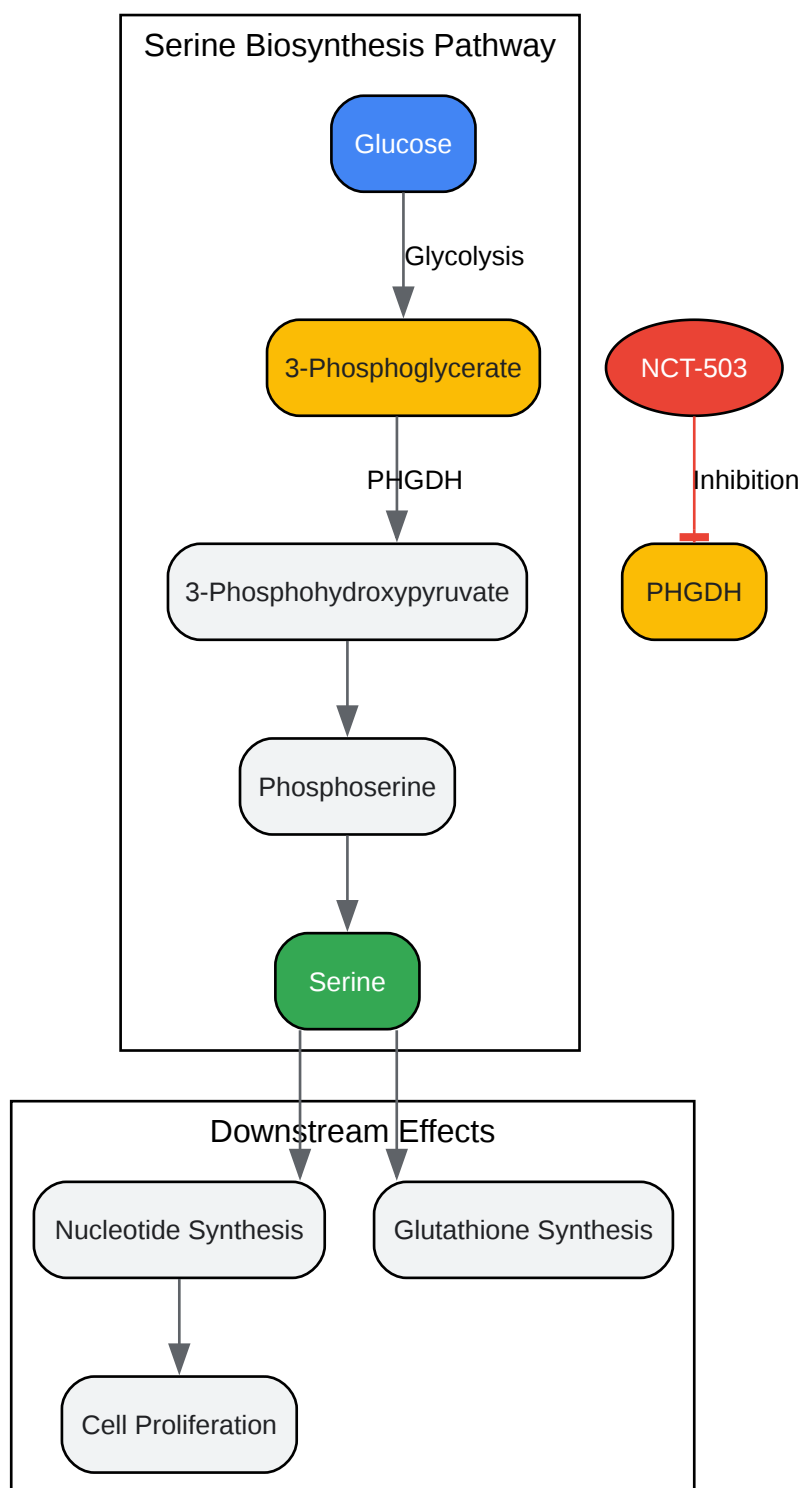 Serine Biosynthesis Pathway
Glucose
Glycolysis
3-Phosphoglycerate
NCT-503
PHGDH
Inhibition
3-Phosphohydroxypyruvate
PHGDH
Phosphoserine
Serine
Downstream Effects
Nucleotide Synthesis
Glutathione Synthesis
Cell Proliferation